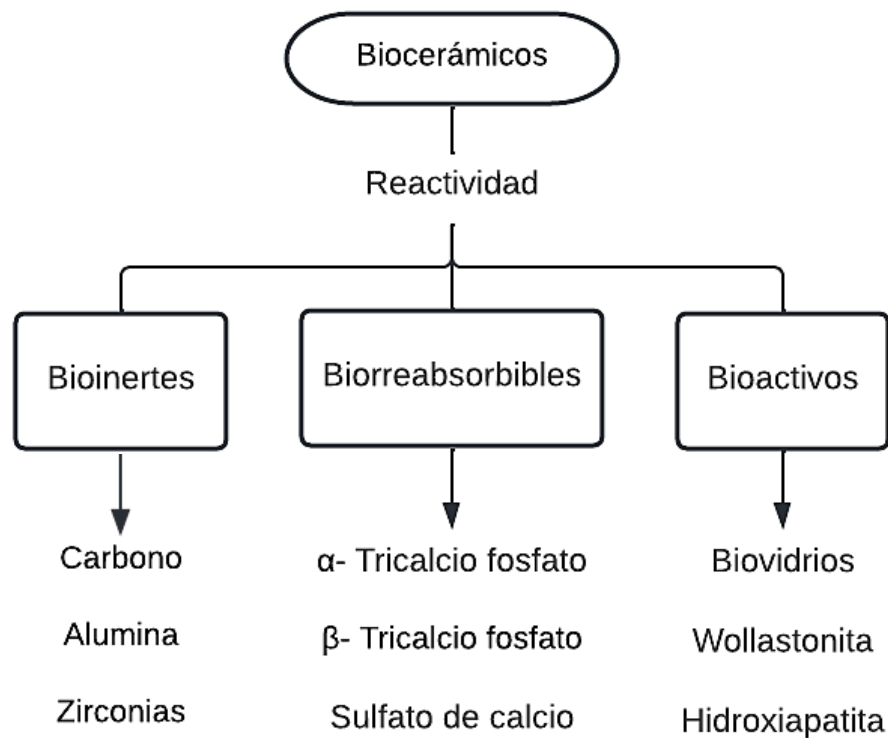 Biocerámicos
Reactividad
Bioinertes
Biorreabsorbibles
Bioactivos
Carbono
α- Tricalcio fosfato
Biovidrios
Alumina
β- Tricalcio fosfato
Wollastonita
Zirconias
Sulfato de calcio
Hidroxiapatita